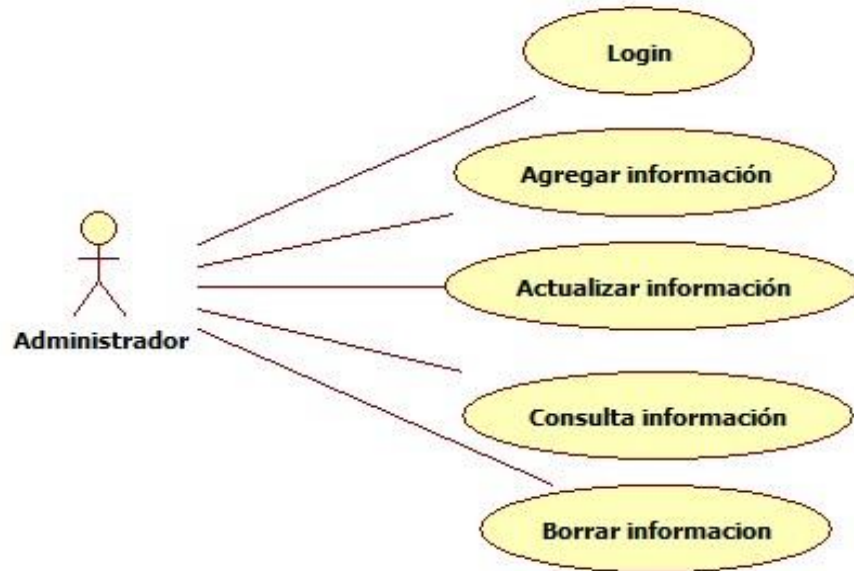 Login
Agregar información
Actualizar información
Administrador
Consulta información
Borrar informacion